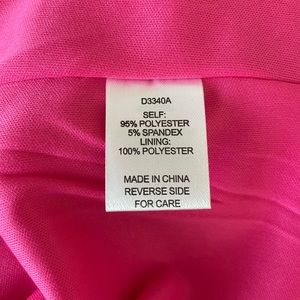 D3340A
SELF:
95% POLYESTER
5% SPANDEX
LINING:
100% POLYESTER
MADE IN CHINA
REVERSE SIDE
FOR CARE